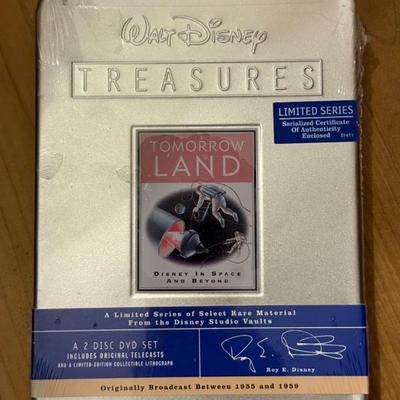 WALT DISNEY
TREASURES
LIMITED SERIES
Serialized Certificate
Of Authenticity
Enclosed
TOMORROW
LAND
DISNEY IN SPACE
AND BEYOND
A Limited Series of Select Rare Material
From the Disney Studio Vaults
A 2 DISC DVD SET
INCLUDES ORIGINAL TELECASTS
AND A LIMITED-EDITION COLLECTIBLE LITHOGRAPH
Roy E. Disney
Roy E. Disney
Originally Broadcast Between 1955 and 1959